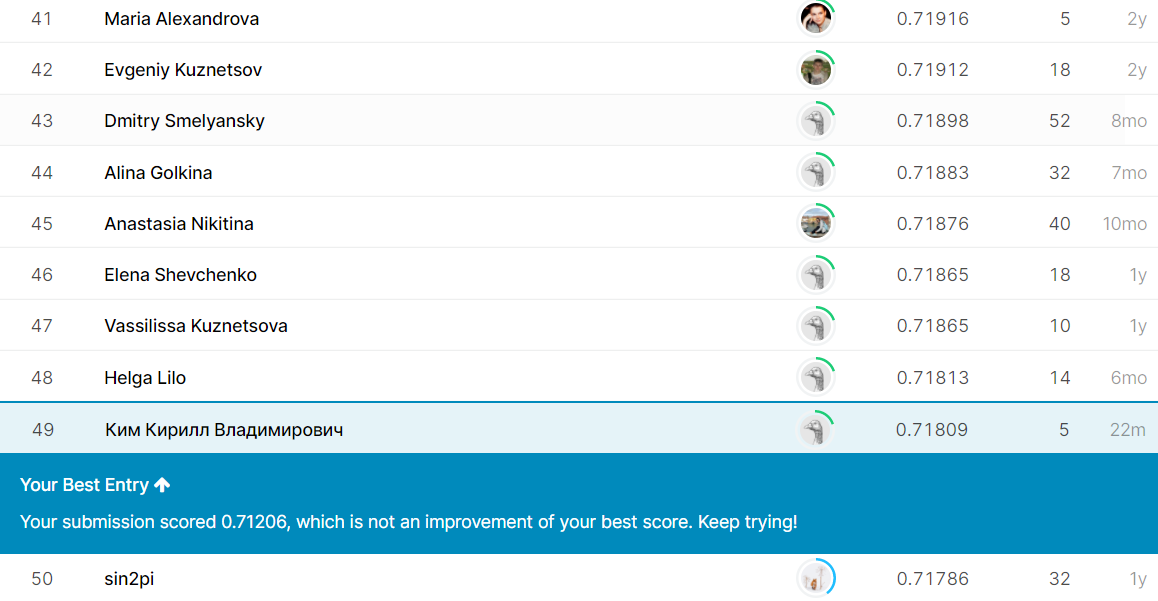 41 Maria Alexandrova 0.71916 5 2y
42 Evgeniy Kuznetsov 0.71912 18 2y
43 Dmitry Smelyansky 0.71898 52 8mo
44 Alina Golkina 0.71883 32 7mo
45 Anastasia Nikitina 0.71876 40 10mo
46 Elena Shevchenko 0.71865 18 1y
47 Vassilissa Kuznetsova 0.71865 10 1y
48 Helga Lilo 0.71813 14 6mo
49 Ким Кирилл Владимирович 0.71809 5 22m
Your Best Entry
Your submission scored 0.71206, which is not an improvement of your best score. Keep trying!
50 sin2pi 0.71786 32 1y